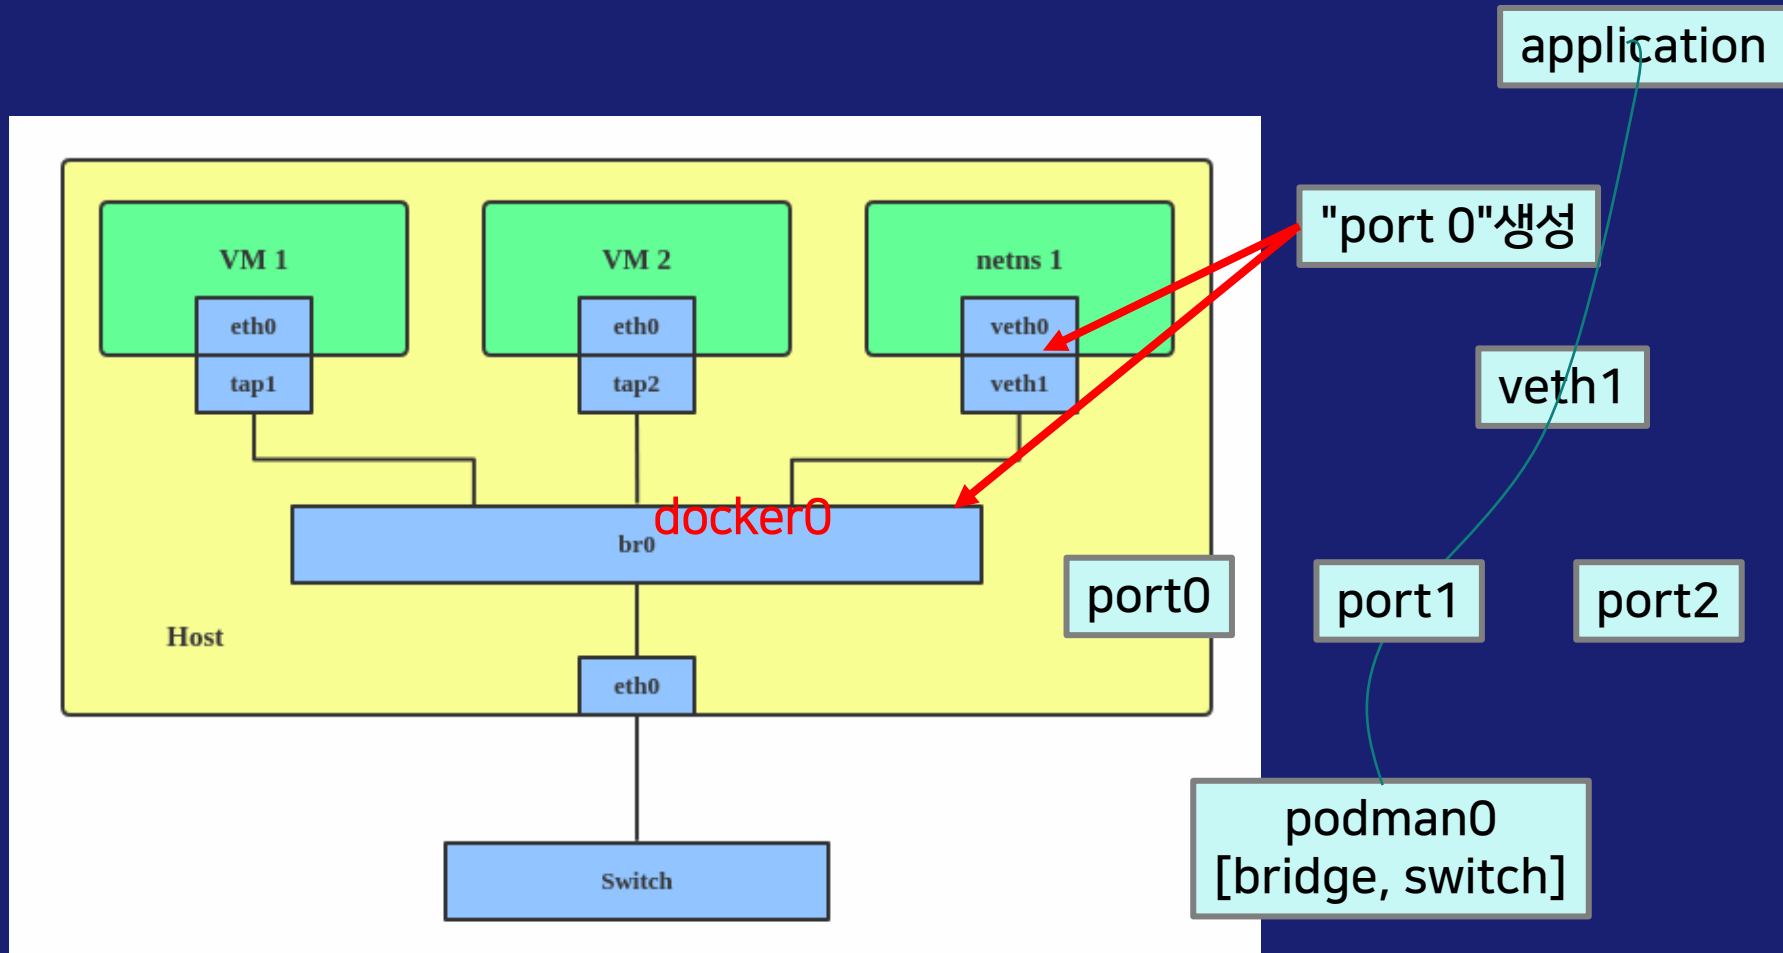 application
"port 0"생성
VM 1
VM 2
netns 1
eth0
eth0
veth0
tap1
tap2
veth1
veth1
docker0
br0
port0
port1
port2
Host
eth0
podman0
[bridge, switch]
Switch